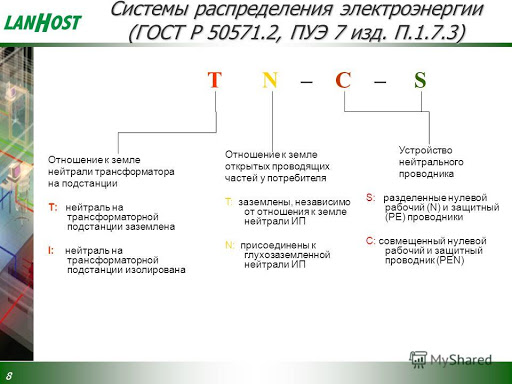 LANHOST
Системы распределения электроэнергии
(ГОСТ Р 50571.2, ПУЭ 7 изд. П.1.7.3)
T N – C – S
Отношение к земле
нейтрали трансформатора
на подстанции
T: нейтраль на
трансформаторной
подстанции заземлена
I: нейтраль на
трансформаторной
подстанции изолирована
Отношение к земле
открытых проводящих
частей у потребителя
T: заземлены, независимо
от отношения к земле
нейтрали ИП
N: присоединены к
глухозаземленной
нейтрали ИП
Устройство
нейтрального
проводника
S: разделенные нулевой
рабочий (N) и защитный
(PE) проводники
C: совмещенный нулевой
рабочий и защитный
проводник (PEN)
8
MyShared